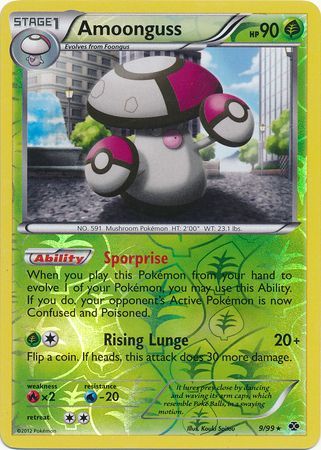 STAGE1
Amoonguss
HP90
Evolves from Foongus
NO. 591 Mushroom Pokémon HT: 2'00" WT: 23.1 lbs.
Ability Sporprise
When you play this Pokémon from your hand to
evolve 1 of your Pokémon, you may use this Ability.
If you do, your opponent's Active Pokémon is now
Confused and Poisoned.
Rising Lunge 20+
Flip a coin. If heads, this attack does 30 more damage.
weakness resistance
×2 -20
retreat
It lures prey close by dancing
and waving its arm caps, which
resemble Poké Balls, in a swaying
motion.
Illus. Kouki Saitou
©2012 Pokémon
9/99